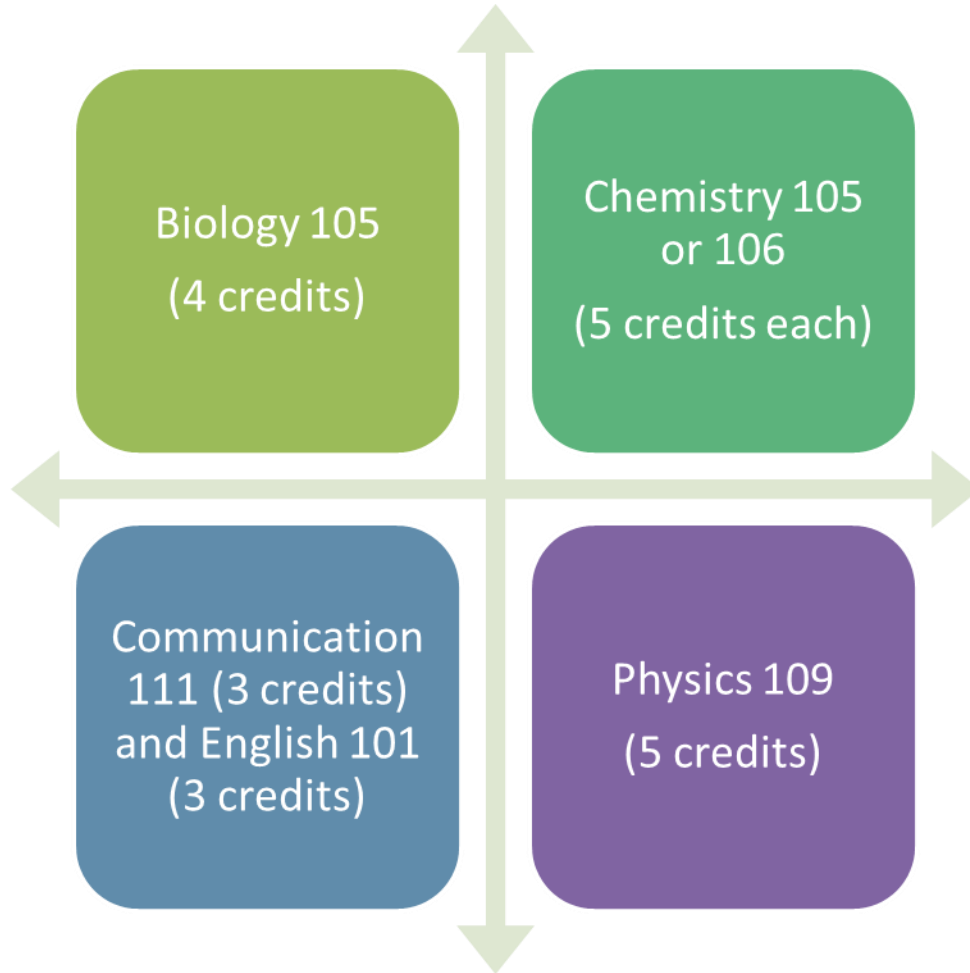 Biology 105
(4 credits)
Chemistry 105
or 106
(5 credits each)
Communication
111 (3 credits)
and English 101
(3 credits)
Physics 109
(5 credits)